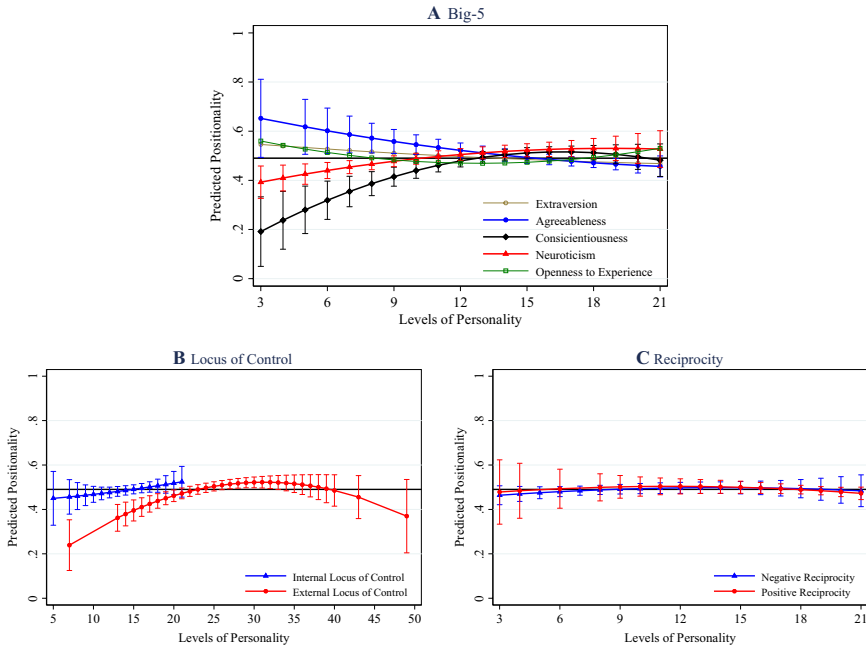 A Big-5
Predicted Positionality
1
.8
.6
.4
.2
0
Extraversion
Agreeableness
Consicientiousness
Neuroticism
Openness to Experience
3 6 9 12 15 18 21
Levels of Personality
B Locus of Control
Predicted Positionality
1
.8
.6
.4
.2
0
Internal Locus of Control
External Locus of Control
5 10 15 20 25 30 35 40 45 50
Levels of Personality
C Reciprocity
Predicted Positionality
1
.8
.6
.4
.2
0
Negative Reciprocity
Positive Reciprocity
3 6 9 12 15 18 21
Levels of Personality